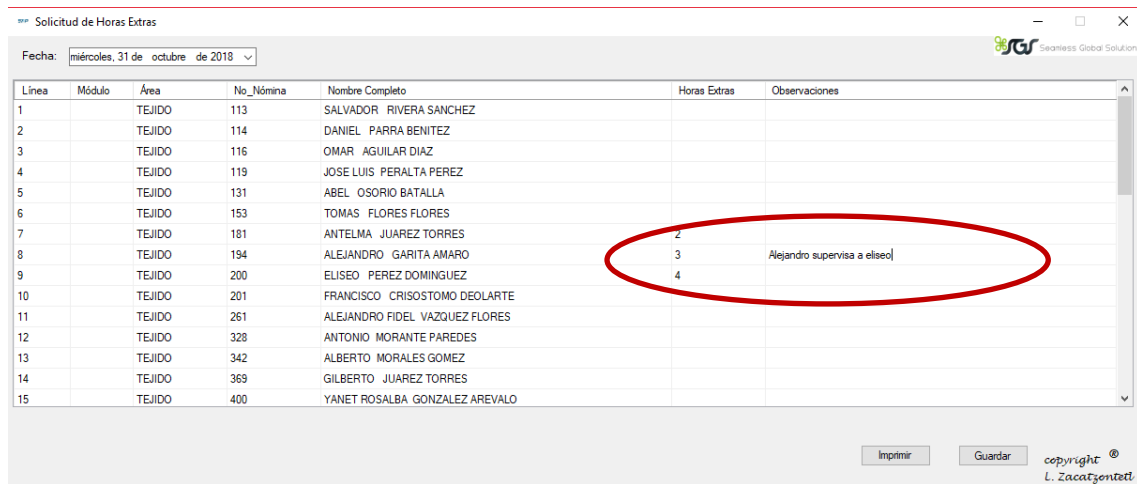 SFP Solicitud de Horas Extras
SGS Seamless Global Solution
Fecha: miércoles, 31 de octubre de 2018
Línea Módulo Área No_Nómina Nombre Completo Horas Extras Observaciones
1 TEJIDO 113 SALVADOR RIVERA SANCHEZ
2 TEJIDO 114 DANIEL PARRA BENITEZ
3 TEJIDO 116 OMAR AGUILAR DIAZ
4 TEJIDO 119 JOSE LUIS PERALTA PEREZ
5 TEJIDO 131 ABEL OSORIO BATALLA
6 TEJIDO 153 TOMAS FLORES FLORES
7 TEJIDO 181 ANTELMA JUAREZ TORRES 2
8 TEJIDO 194 ALEJANDRO GARITA AMARO 3 Alejandro supervisa a eliseo
9 TEJIDO 200 ELISEO PEREZ DOMINGUEZ 4
10 TEJIDO 201 FRANCISCO CRISOSTOMO DEOLARTE
11 TEJIDO 261 ALEJANDRO FIDEL VAZQUEZ FLORES
12 TEJIDO 328 ANTONIO MORANTE PAREDES
13 TEJIDO 342 ALBERTO MORALES GOMEZ
14 TEJIDO 369 GILBERTO JUAREZ TORRES
15 TEJIDO 400 YANET ROSALBA GONZALEZ AREVALO
Imprimir Guardar
copyright ®
L. Zacatzontetl